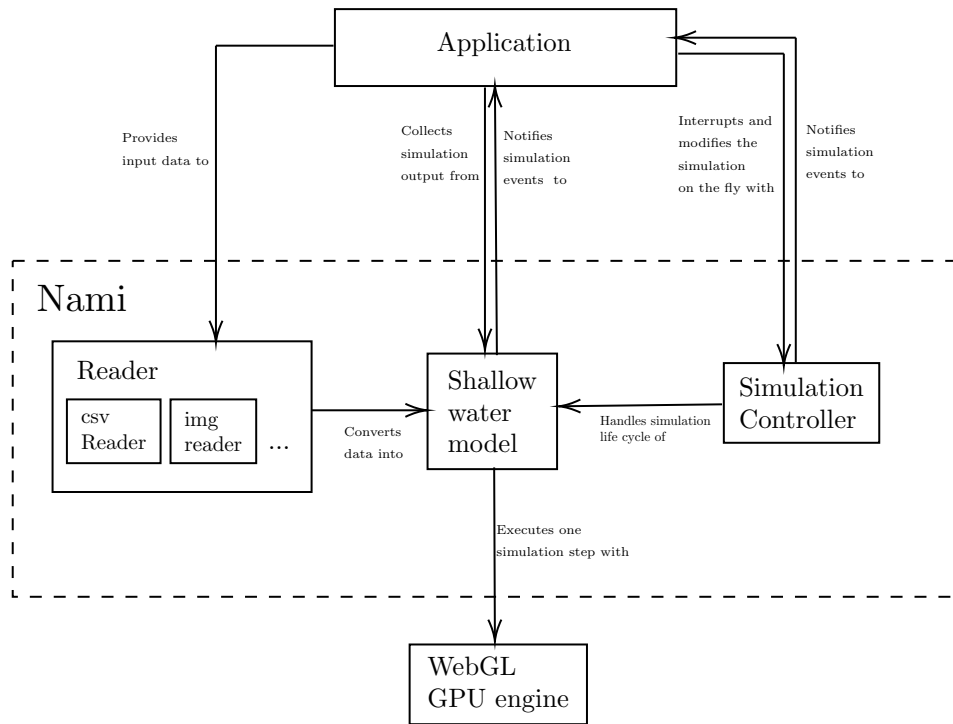 Application
Provides
input data to
Collects
simulation
output from
Notifies
simulation
events to
Interrupts and
modifies the
simulation
on the fly with
Notifies
simulation
events to
Nami
Reader
csv
Reader
img
reader
...
Converts
data into
Shallow
water
model
Handles simulation
life cycle of
Simulation
Controller
Executes one
simulation step with
WebGL
GPU engine